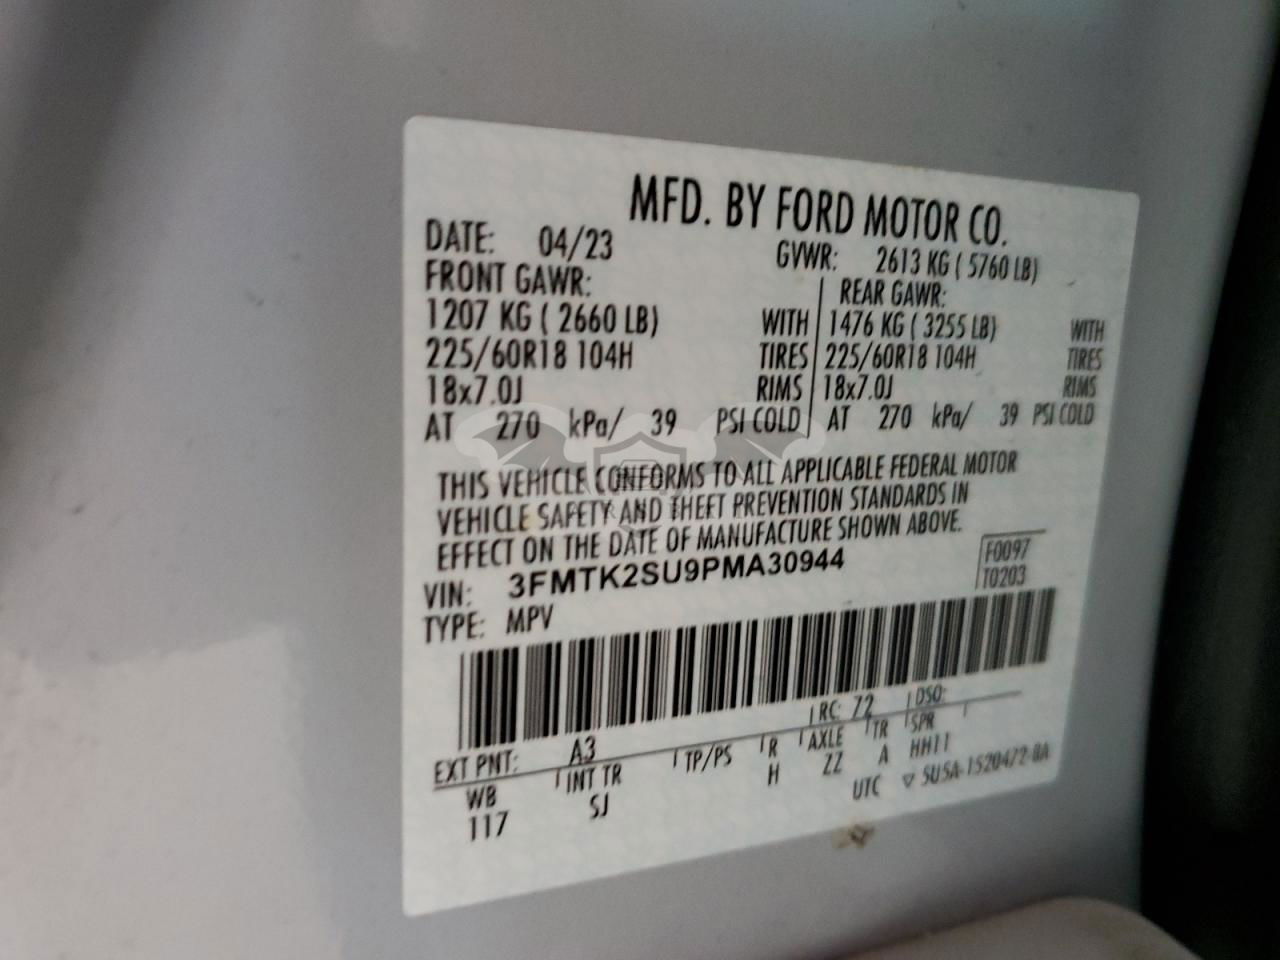 MFD. BY FORD MOTOR CO.
DATE: 04/23 GVWR: 2613 KG ( 5760 LB)
FRONT GAWR: REAR GAWR:
1207 KG ( 2660 LB) WITH 1476 KG ( 3255 LB) WITH
225/60R18 104H TIRES 225/60R18 104H TIRES
18x7.0J RIMS 18x7.0J RIMS
AT 270 kPa/ 39 PSI COLD AT 270 kPa/ 39 PSI COLD
THIS VEHICLE CONFORMS TO ALL APPLICABLE FEDERAL MOTOR
VEHICLE SAFETY AND THEFT PREVENTION STANDARDS IN
EFFECT ON THE DATE OF MANUFACTURE SHOWN ABOVE.
VIN: 3FMTK2SU9PMA30944 F0097
TYPE: MPV T0203
EXT PNT: A3 RC: 72 DSO:
WB INT TR TP/PS R AXLE TR SPR
117 SJ H ZZ A HH11
UTC ▽ SU5A-1520472-BA